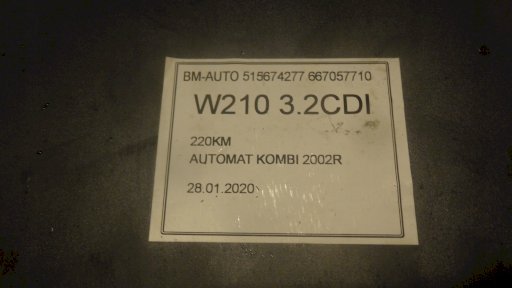 BM-AUTO 515674277 667057710
W210 3.2CDI
220KM
AUTOMAT KOMBI 2002R
28.01.2020